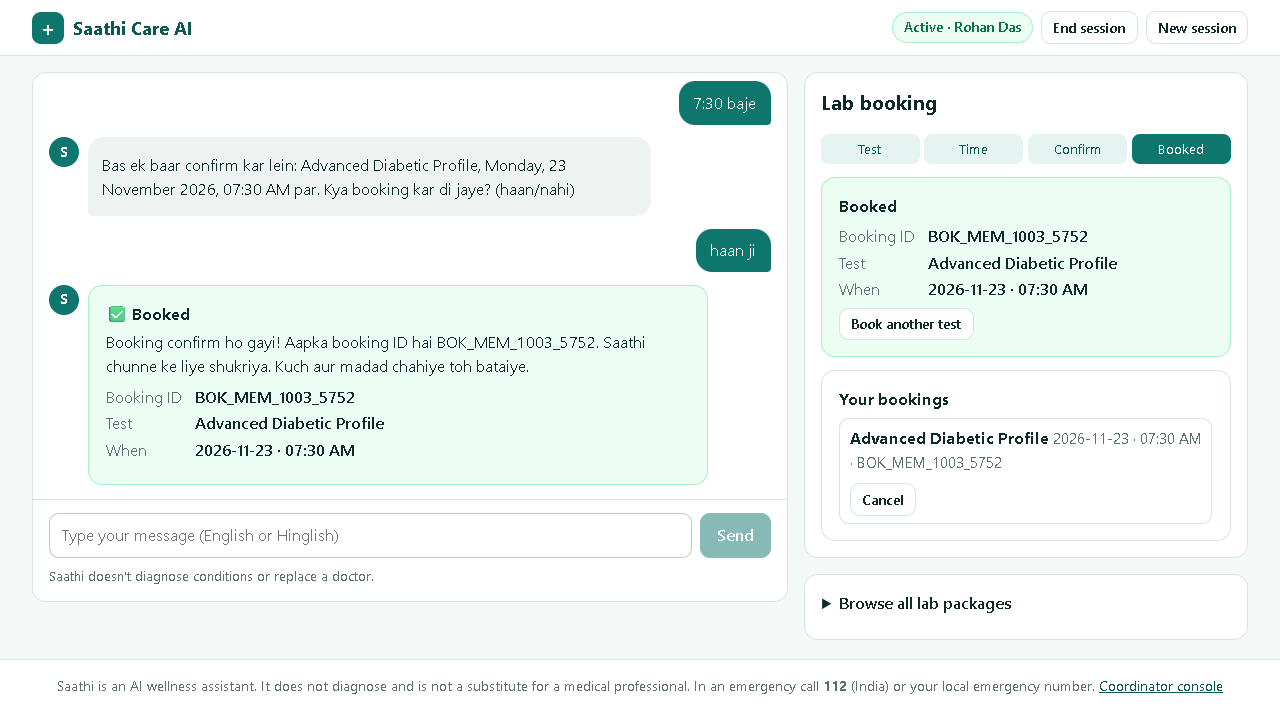 + Saathi Care AI
Active · Rohan Das
End session
New session
7:30 baje
S
Bas ek baar confirm kar lein: Advanced Diabetic Profile, Monday, 23
November 2026, 07:30 AM par. Kya booking kar di jaye? (haan/nahi)
haan ji
S
✅ Booked
Booking confirm ho gayi! Aapka booking ID hai BOK_MEM_1003_5752. Saathi
chunne ke liye shukriya. Kuch aur madad chahiye toh bataiye.
Booking ID BOK_MEM_1003_5752
Test Advanced Diabetic Profile
When 2026-11-23 · 07:30 AM
Type your message (English or Hinglish)
Send
Saathi doesn't diagnose conditions or replace a doctor.
Lab booking
Test Time Confirm Booked
Booked
Booking ID BOK_MEM_1003_5752
Test Advanced Diabetic Profile
When 2026-11-23 · 07:30 AM
Book another test
Your bookings
Advanced Diabetic Profile 2026-11-23 · 07:30 AM
· BOK_MEM_1003_5752
Cancel
▶ Browse all lab packages
Saathi is an AI wellness assistant. It does not diagnose and is not a substitute for a medical professional. In an emergency call 112 (India) or your local emergency number. Coordinator console